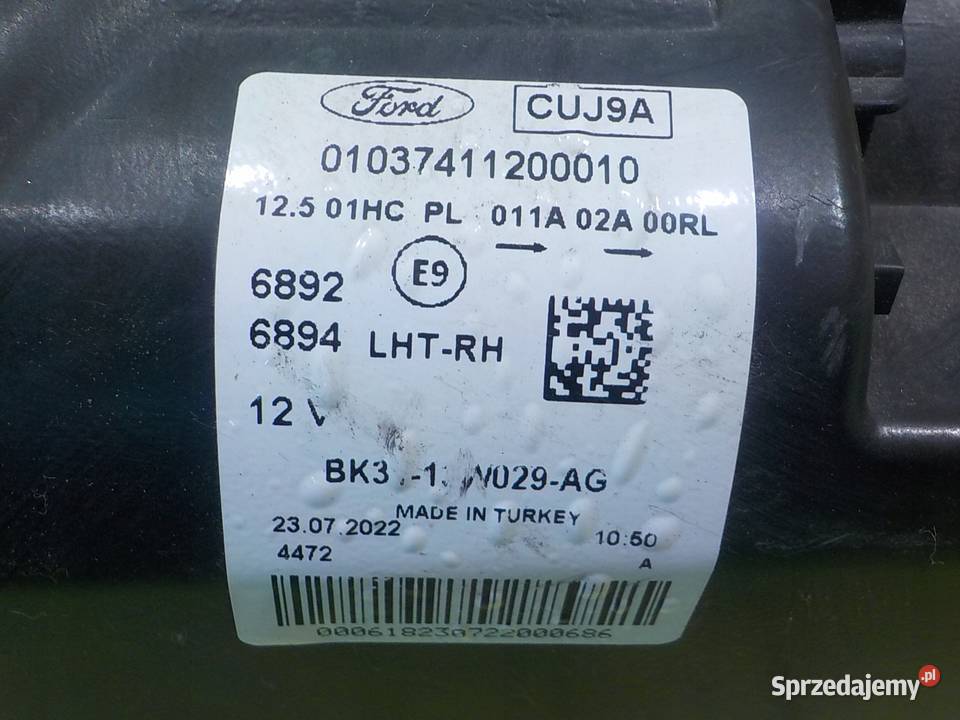 Ford CUJ9A
01037411200010
12.5 01HC PL 011A 02A 00RL
6892 E9
6894 LHT-RH
12 V
MADE IN TURKEY
23.07.2022 10:50
4472 A
Sprzedajemy.pl